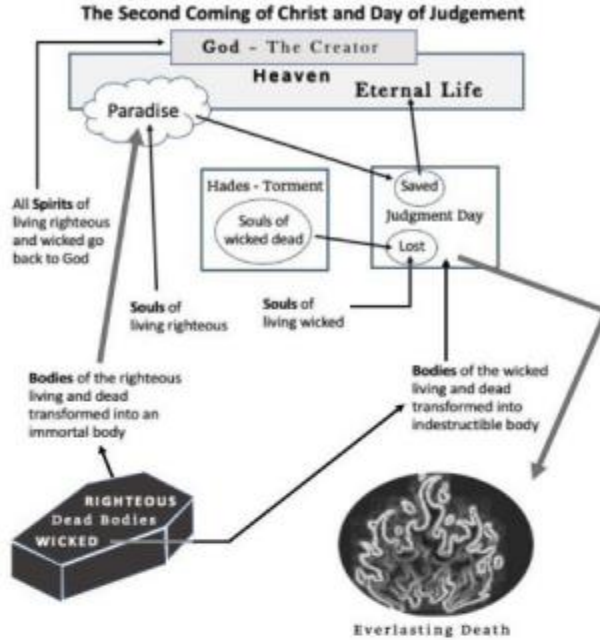 The Second Coming of Christ and Day of Judgement
God - The Creator
Heaven
Eternal Life
Paradise
All Spirits of
living righteous
and wicked go
back to God
Hades - Torment
Souls of
wicked dead
Saved
Judgment Day
Lost
Souls of
living righteous
Souls of
living wicked
Bodies of the righteous
living and dead
transformed into an
immortal body
Bodies of the wicked
living and dead
transformed into
indestructible body
RIGHTEOUS
Dead Bodies
WICKED
Everlasting Death